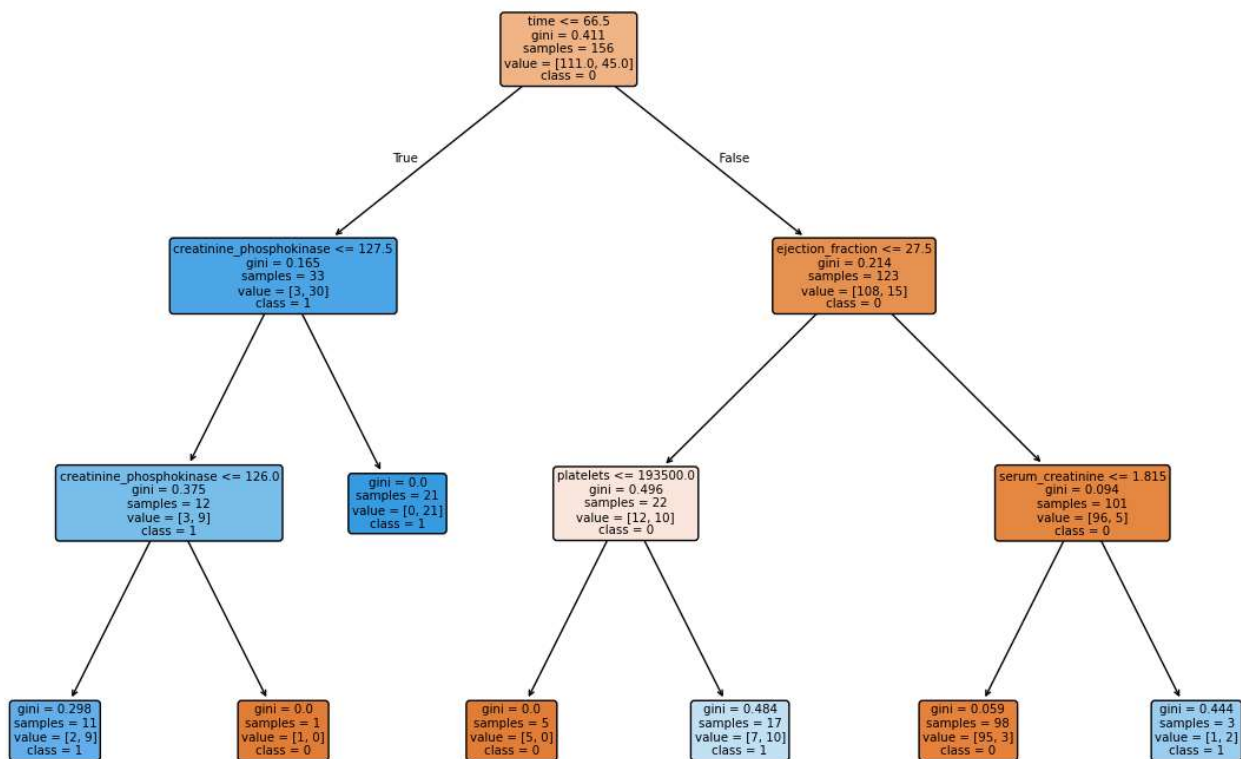 time <= 66.5
gini = 0.411
samples = 156
value = [111.0, 45.0]
class = 0
True
False
creatinine_phosphokinase <= 127.5
gini = 0.165
samples = 33
value = [3, 30]
class = 1
ejection_fraction <= 27.5
gini = 0.214
samples = 123
value = [108, 15]
class = 0
creatinine_phosphokinase <= 126.0
gini = 0.375
samples = 12
value = [3, 9]
class = 1
gini = 0.0
samples = 21
value = [0, 21]
class = 1
platelets <= 193500.0
gini = 0.496
samples = 22
value = [12, 10]
class = 0
serum_creatinine <= 1.815
gini = 0.094
samples = 101
value = [96, 5]
class = 0
gini = 0.298
samples = 11
value = [2, 9]
class = 1
gini = 0.0
samples = 1
value = [1, 0]
class = 0
gini = 0.0
samples = 5
value = [5, 0]
class = 0
gini = 0.484
samples = 17
value = [7, 10]
class = 1
gini = 0.059
samples = 98
value = [95, 3]
class = 0
gini = 0.444
samples = 3
value = [1, 2]
class = 1